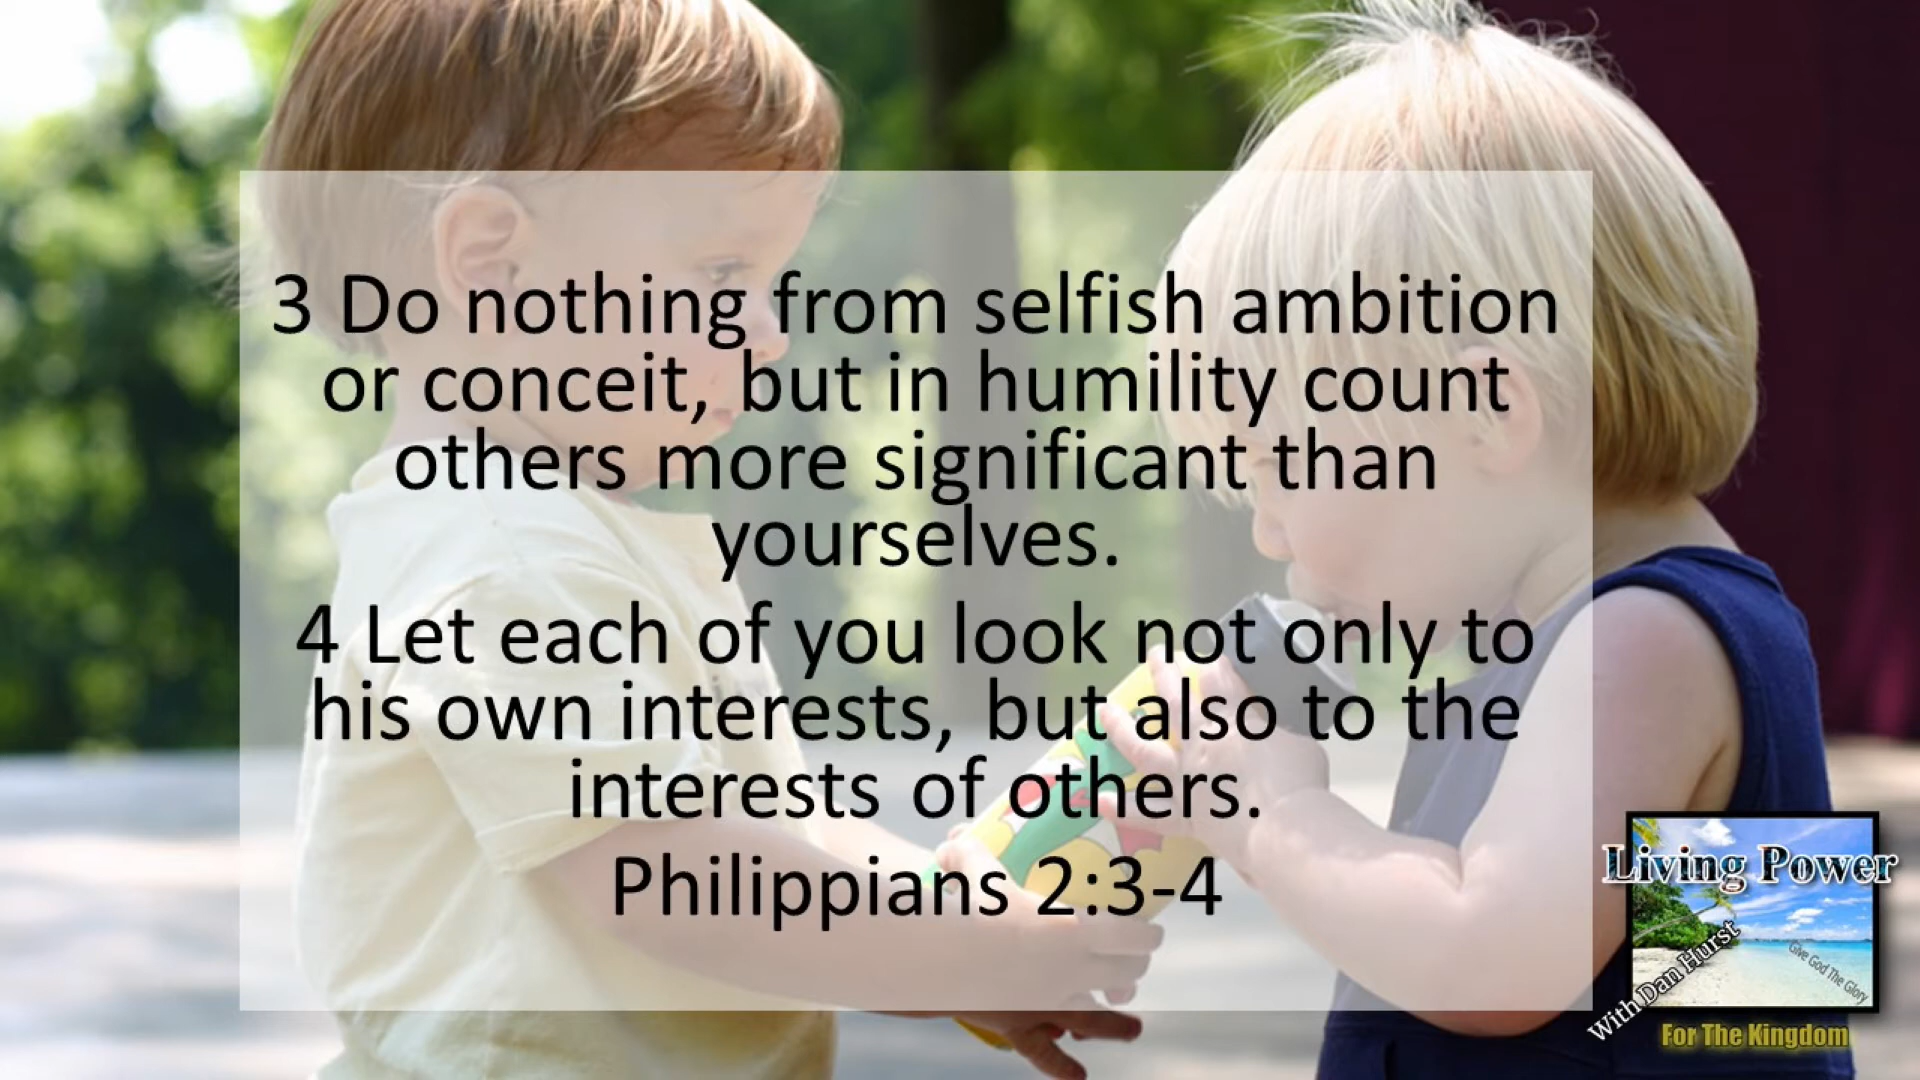 3 Do nothing from selfish ambition
or conceit, but in humility count
others more significant than
yourselves.
4 Let each of you look not only to
his own interests, but also to the
interests of others.
Philippians 2:3-4
Living Power
With Dan Hurst
Give God The Glory
For The Kingdom